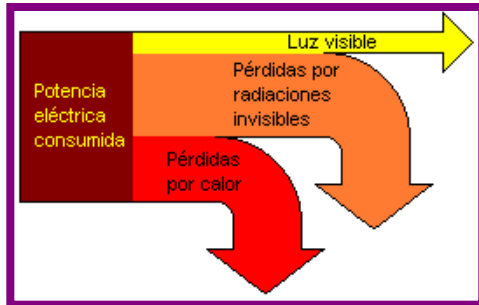 Luz visible
Potencia
eléctrica
consumida
Pérdidas por
radiaciones
invisibles
Pérdidas
por calor